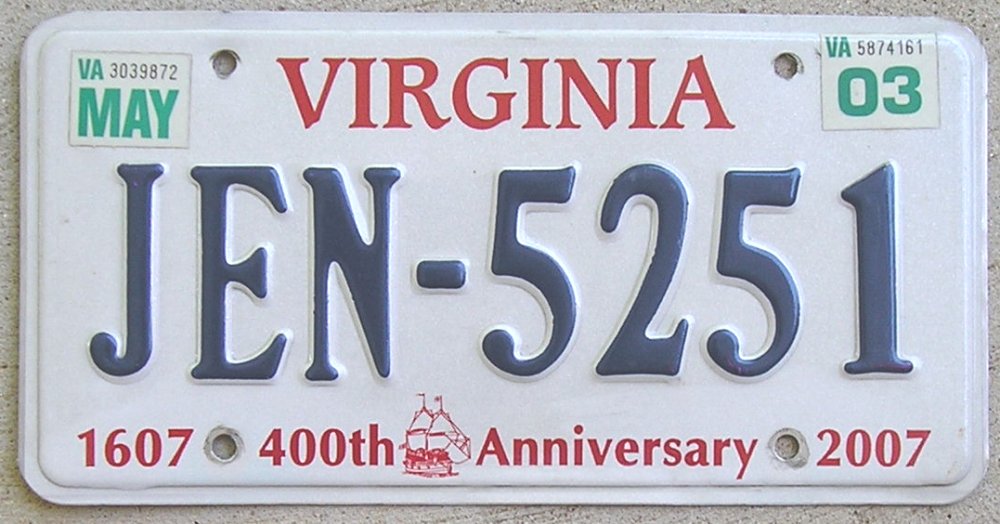 VA 3039872
MAY
VIRGINIA
VA 5874161
03
JEN-5251
1607 400th Anniversary 2007